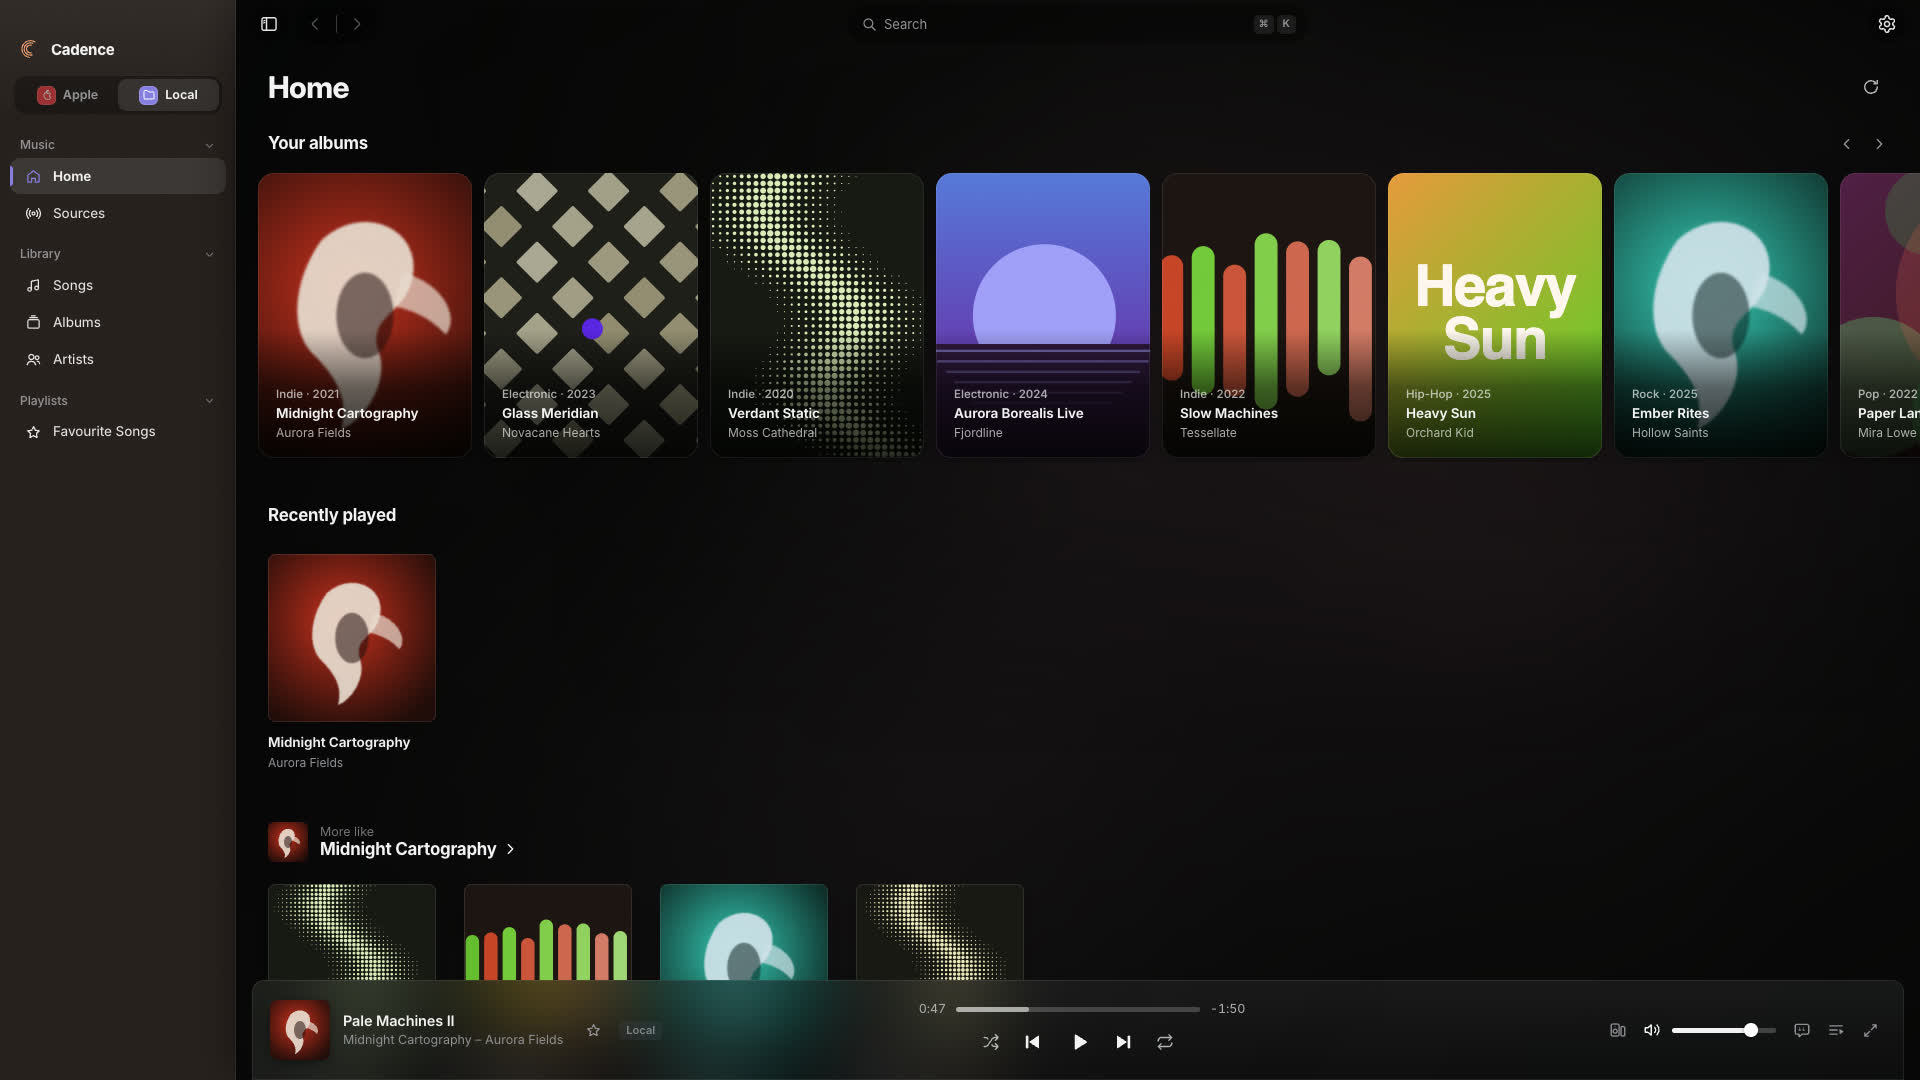 Cadence
Apple
Local
Music
Home
Sources
Library
Songs
Albums
Artists
Playlists
Favourite Songs
Search
⌘ K
Home
Your albums
Indie · 2021
Midnight Cartography
Aurora Fields
Electronic · 2023
Glass Meridian
Novacane Hearts
Indie · 2020
Verdant Static
Moss Cathedral
Electronic · 2024
Aurora Borealis Live
Fjordline
Indie · 2022
Slow Machines
Tessellate
Heavy
Sun
Hip-Hop · 2025
Heavy Sun
Orchard Kid
Rock · 2025
Ember Rites
Hollow Saints
Pop · 2022
Paper Lan
Mira Lowe
Recently played
Midnight Cartography
Aurora Fields
More like
Midnight Cartography
Pale Machines II
Midnight Cartography – Aurora Fields
Local
0:47
-1:50